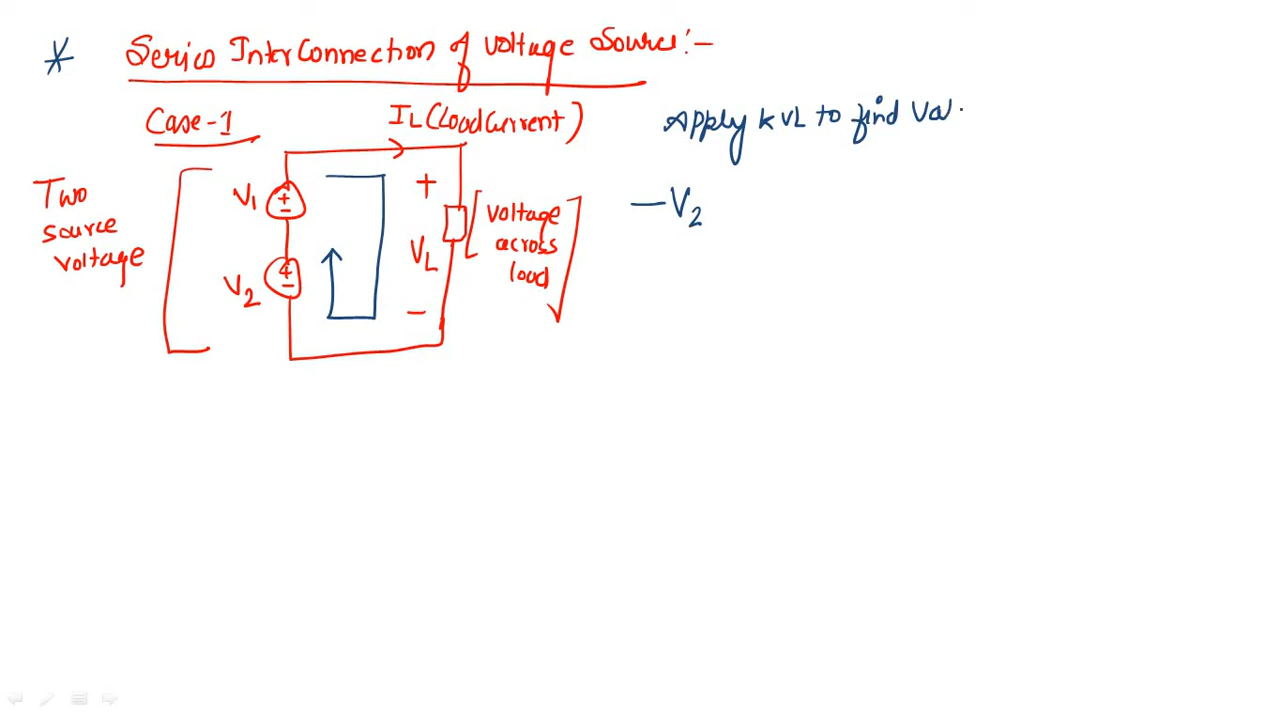 * Series InterConnection of Voltage Source:-
Case-1
IL (Load Current)
Apply KVL to find Val.
Two
source
voltage
V1
+
-
V2
+
-
+
VL
-
Voltage
across
load
-V2